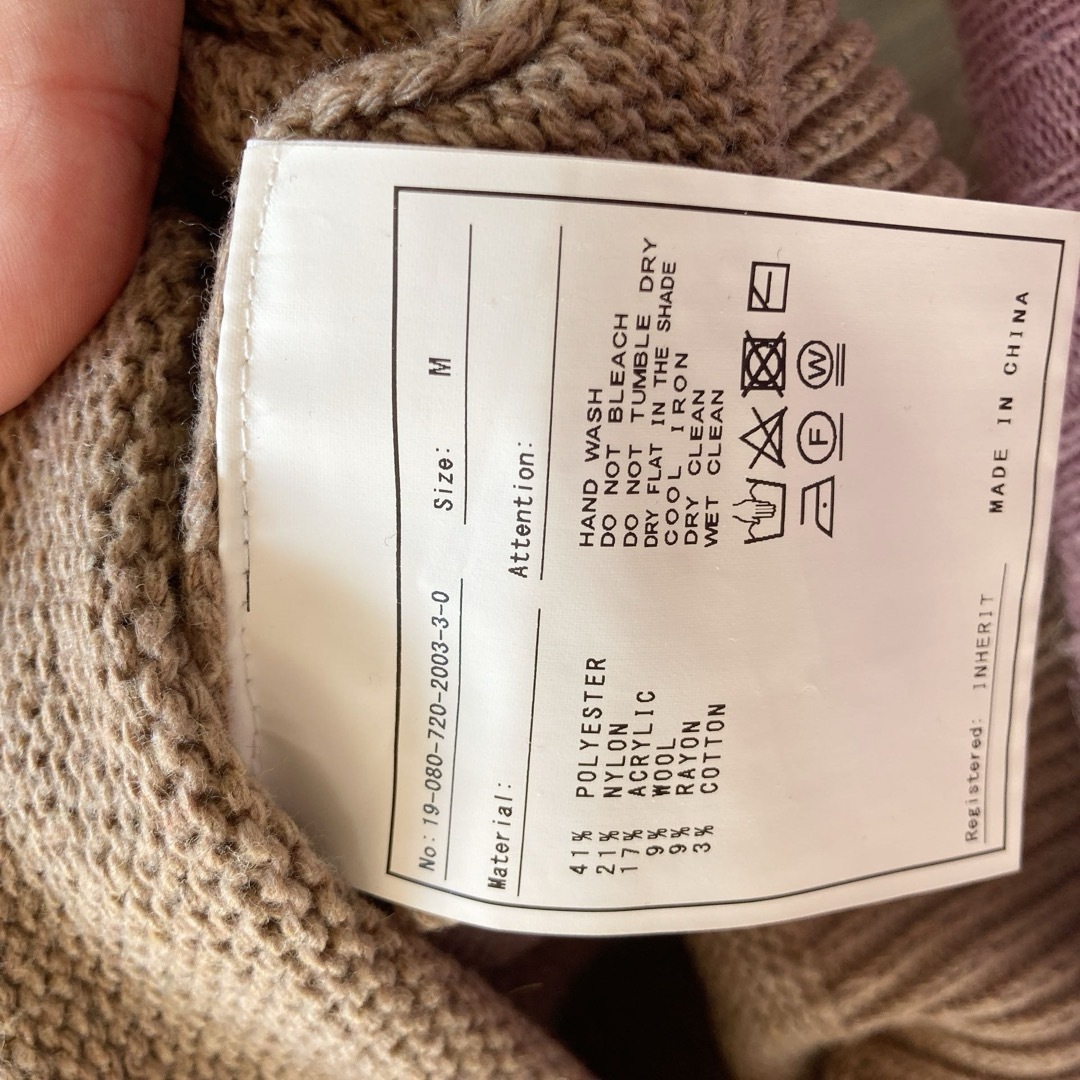 No: 19-080-720-2003-3-0 Size: M
Material:
41% POLYESTER
21% NYLON
17% ACRYLIC
9% WOOL
9% RAYON
3% COTTON
Attention:
HAND WASH
DO NOT BLEACH
DO NOT TUMBLE DRY
DRY FLAT IN THE SHADE
COOL IRON
DRY CLEAN
WET CLEAN
F W
Registered: INHERIT
MADE IN CHINA